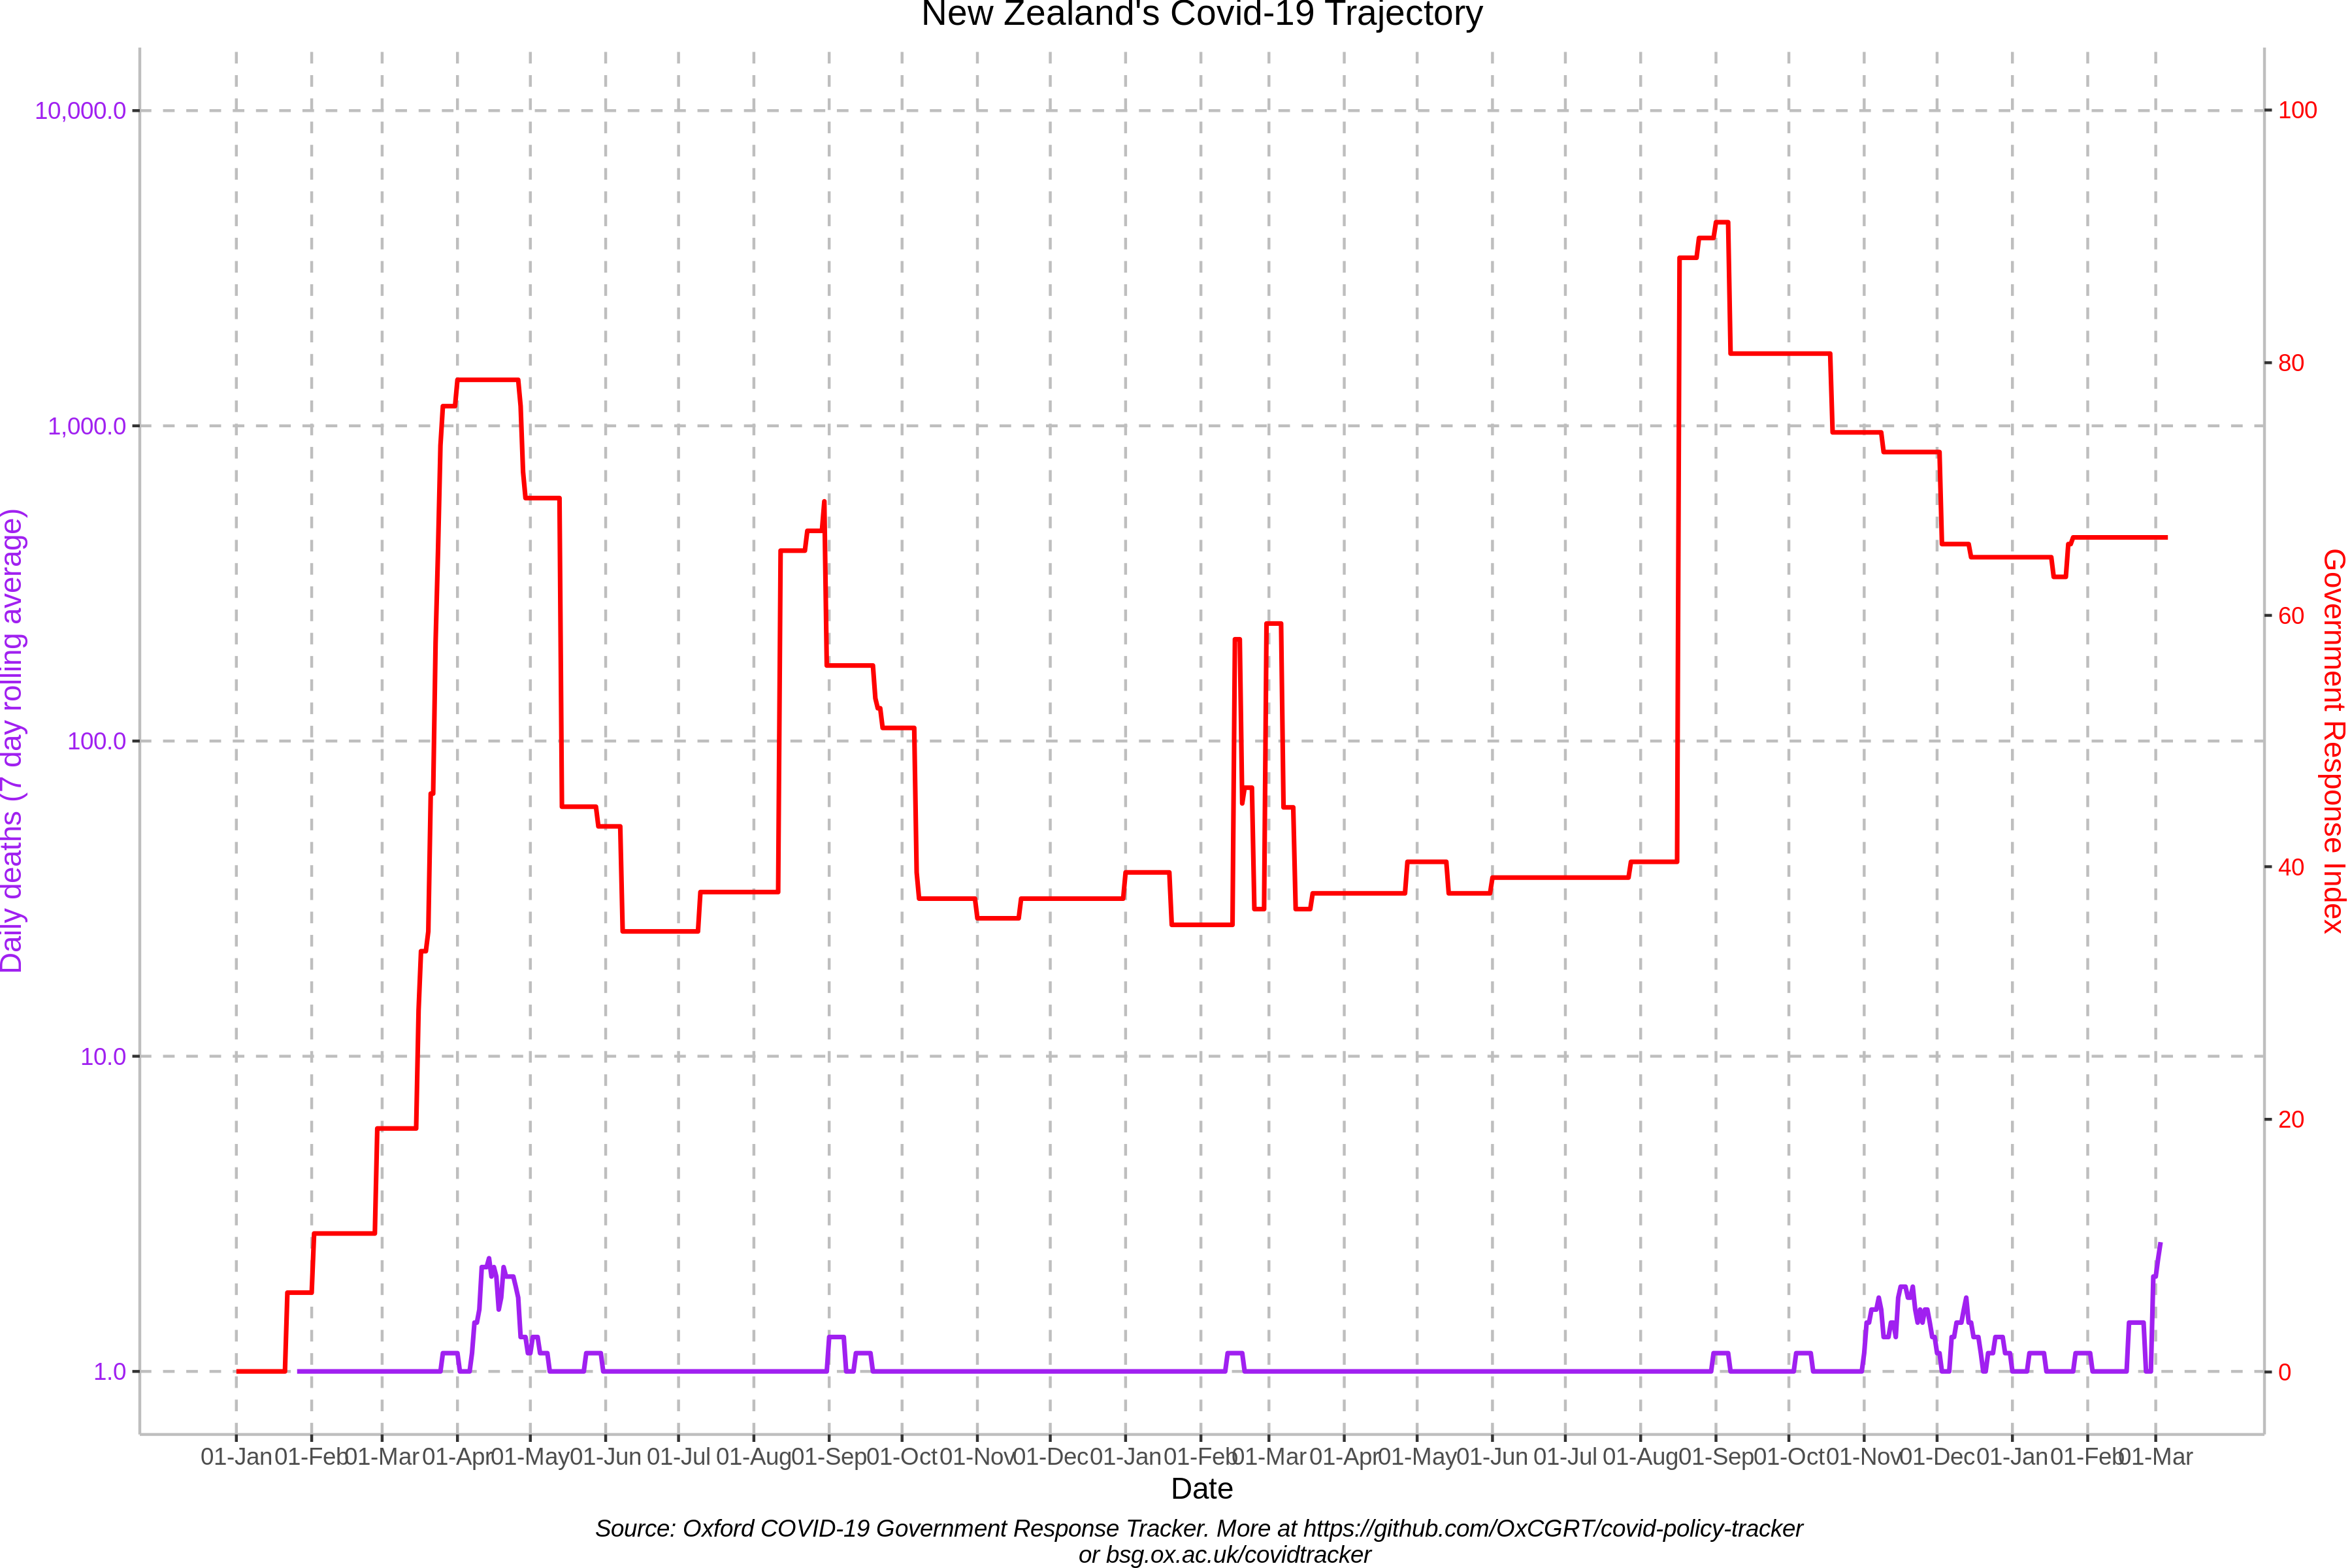 New Zealand's Covid-19 Trajectory
10,000.0
1,000.0
100.0
10.0
1.0
Daily deaths (7 day rolling average)
100
80
60
40
20
0
Government Response Index
01-Jan 01-Feb 01-Mar 01-Apr 01-May 01-Jun 01-Jul 01-Aug 01-Sep 01-Oct 01-Nov 01-Dec 01-Jan 01-Feb 01-Mar 01-Apr 01-May 01-Jun 01-Jul 01-Aug 01-Sep 01-Oct 01-Nov 01-Dec 01-Jan 01-Feb 01-Mar
Date
Source: Oxford COVID-19 Government Response Tracker. More at https://github.com/OxCGRT/covid-policy-tracker
or bsg.ox.ac.uk/covidtracker